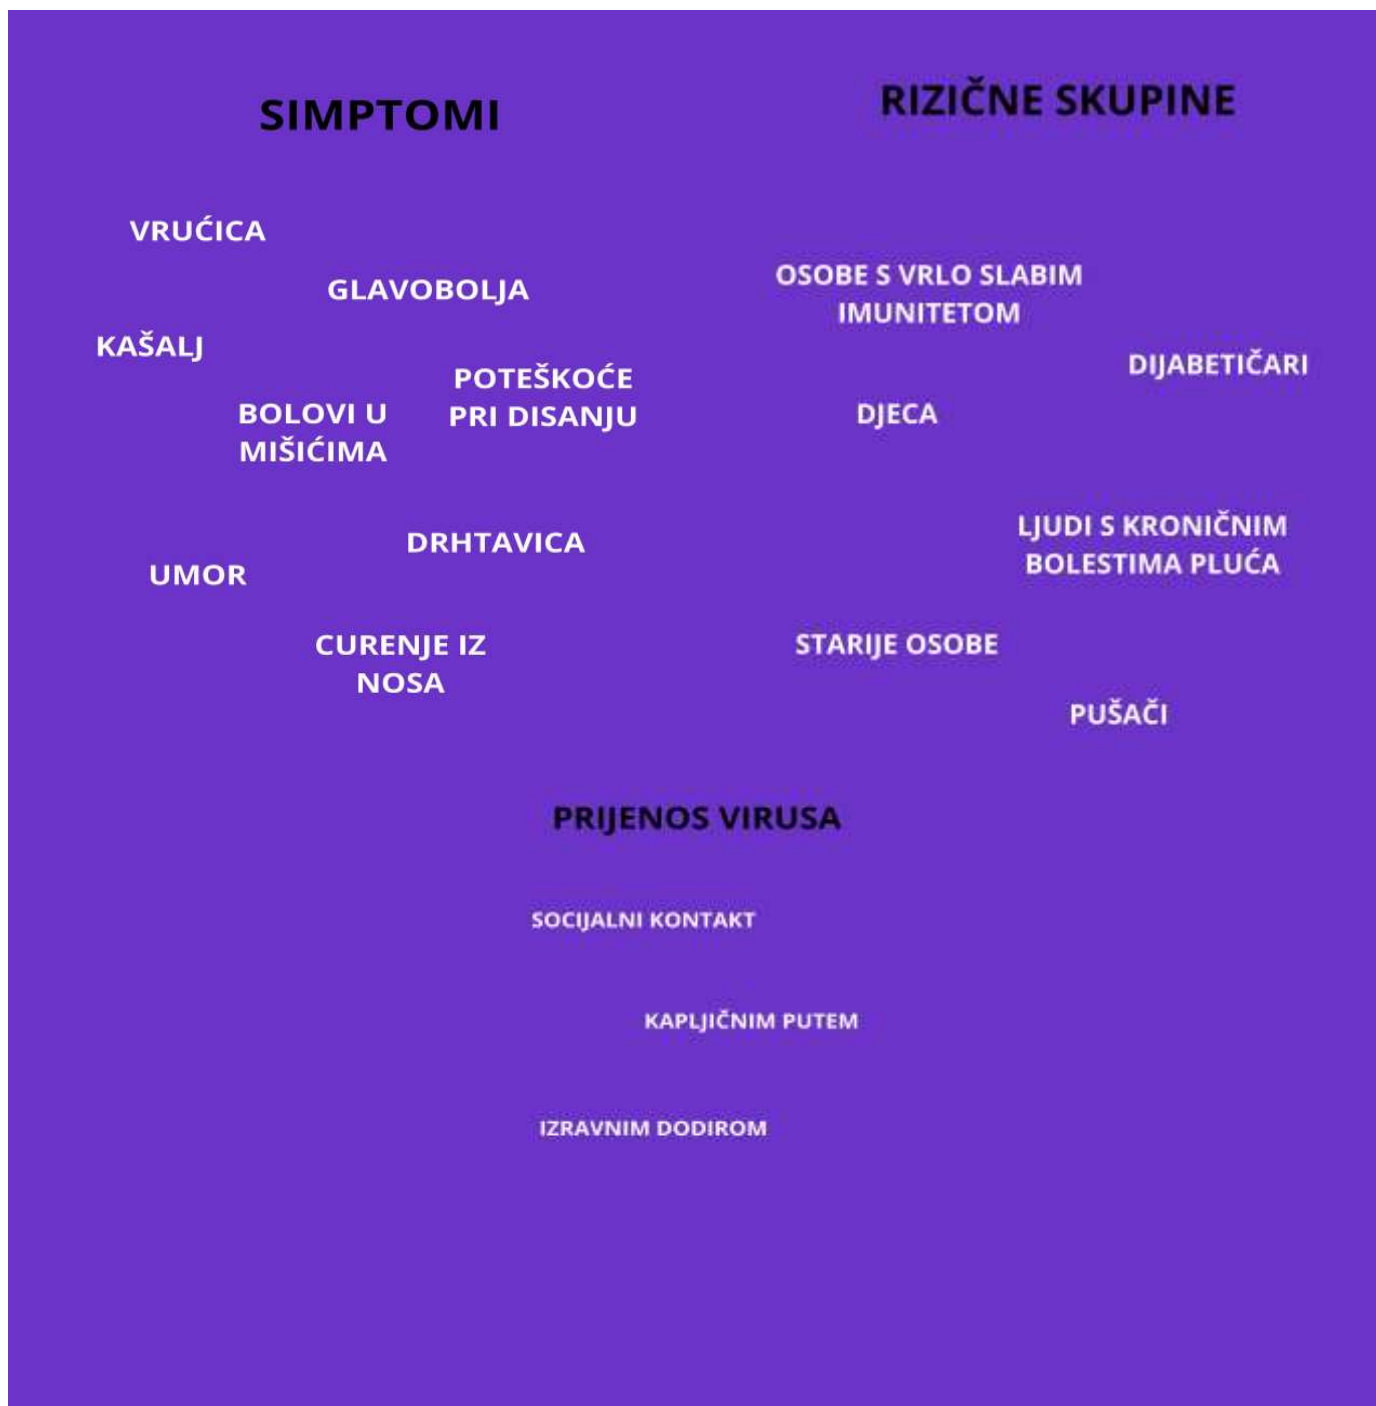 SIMPTOMI
VRUĆICA
GLAVOBOLJA
KAŠALJ
POTEŠKOĆE
PRI DISANJU
BOLOVI U
MIŠIĆIMA
DRHTAVICA
UMOR
CURENJE IZ
NOSA
RIZIČNE SKUPINE
OSOBE S VRLO SLABIM
IMUNITETOM
DIJABETIČARI
DJECA
LJUDI S KRONIČNIM
BOLESTIMA PLUĆA
STARIJE OSOBE
PUŠAČI
PRIJENOS VIRUSA
SOCIJALNI KONTAKT
KAPLJIČNIM PUTEM
IZRAVNIM DODIROM